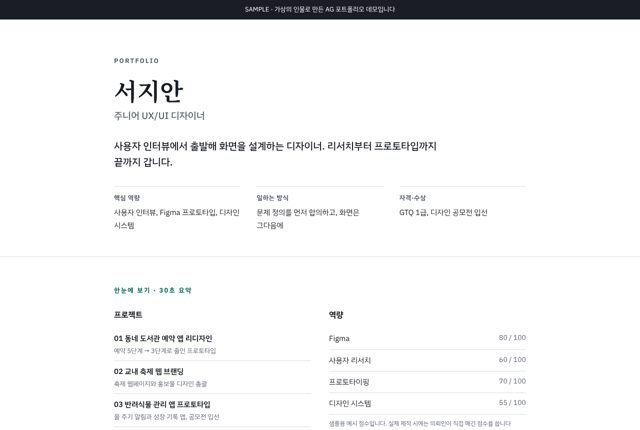 SAMPLE · 가상의 인물로 만든 AG 포트폴리오 데모입니다
PORTFOLIO
서지안
주니어 UX/UI 디자이너
사용자 인터뷰에서 출발해 화면을 설계하는 디자이너. 리서치부터 프로토타입까지
끝까지 갑니다.
핵심 역량
사용자 인터뷰, Figma 프로토타입, 디자인
시스템
일하는 방식
문제 정의를 먼저 합의하고, 화면은
그다음에
자격·수상
GTQ 1급, 디자인 공모전 입선
한눈에 보기 · 30초 요약
프로젝트
01 동네 도서관 예약 앱 리디자인
예약 5단계 → 3단계로 줄인 프로토타입
02 교내 축제 웹 브랜딩
축제 웹페이지와 홍보물 디자인 총괄
03 반려식물 관리 앱 프로토타입
물 주기 알림과 성장 기록 앱, 공모전 입선
역량
Figma 80 / 100
사용자 리서치 60 / 100
프로토타이핑 70 / 100
디자인 시스템 55 / 100
샘플용 예시 점수입니다. 실제 제작 시에는 의뢰인이 직접 매긴 점수를 씁니다